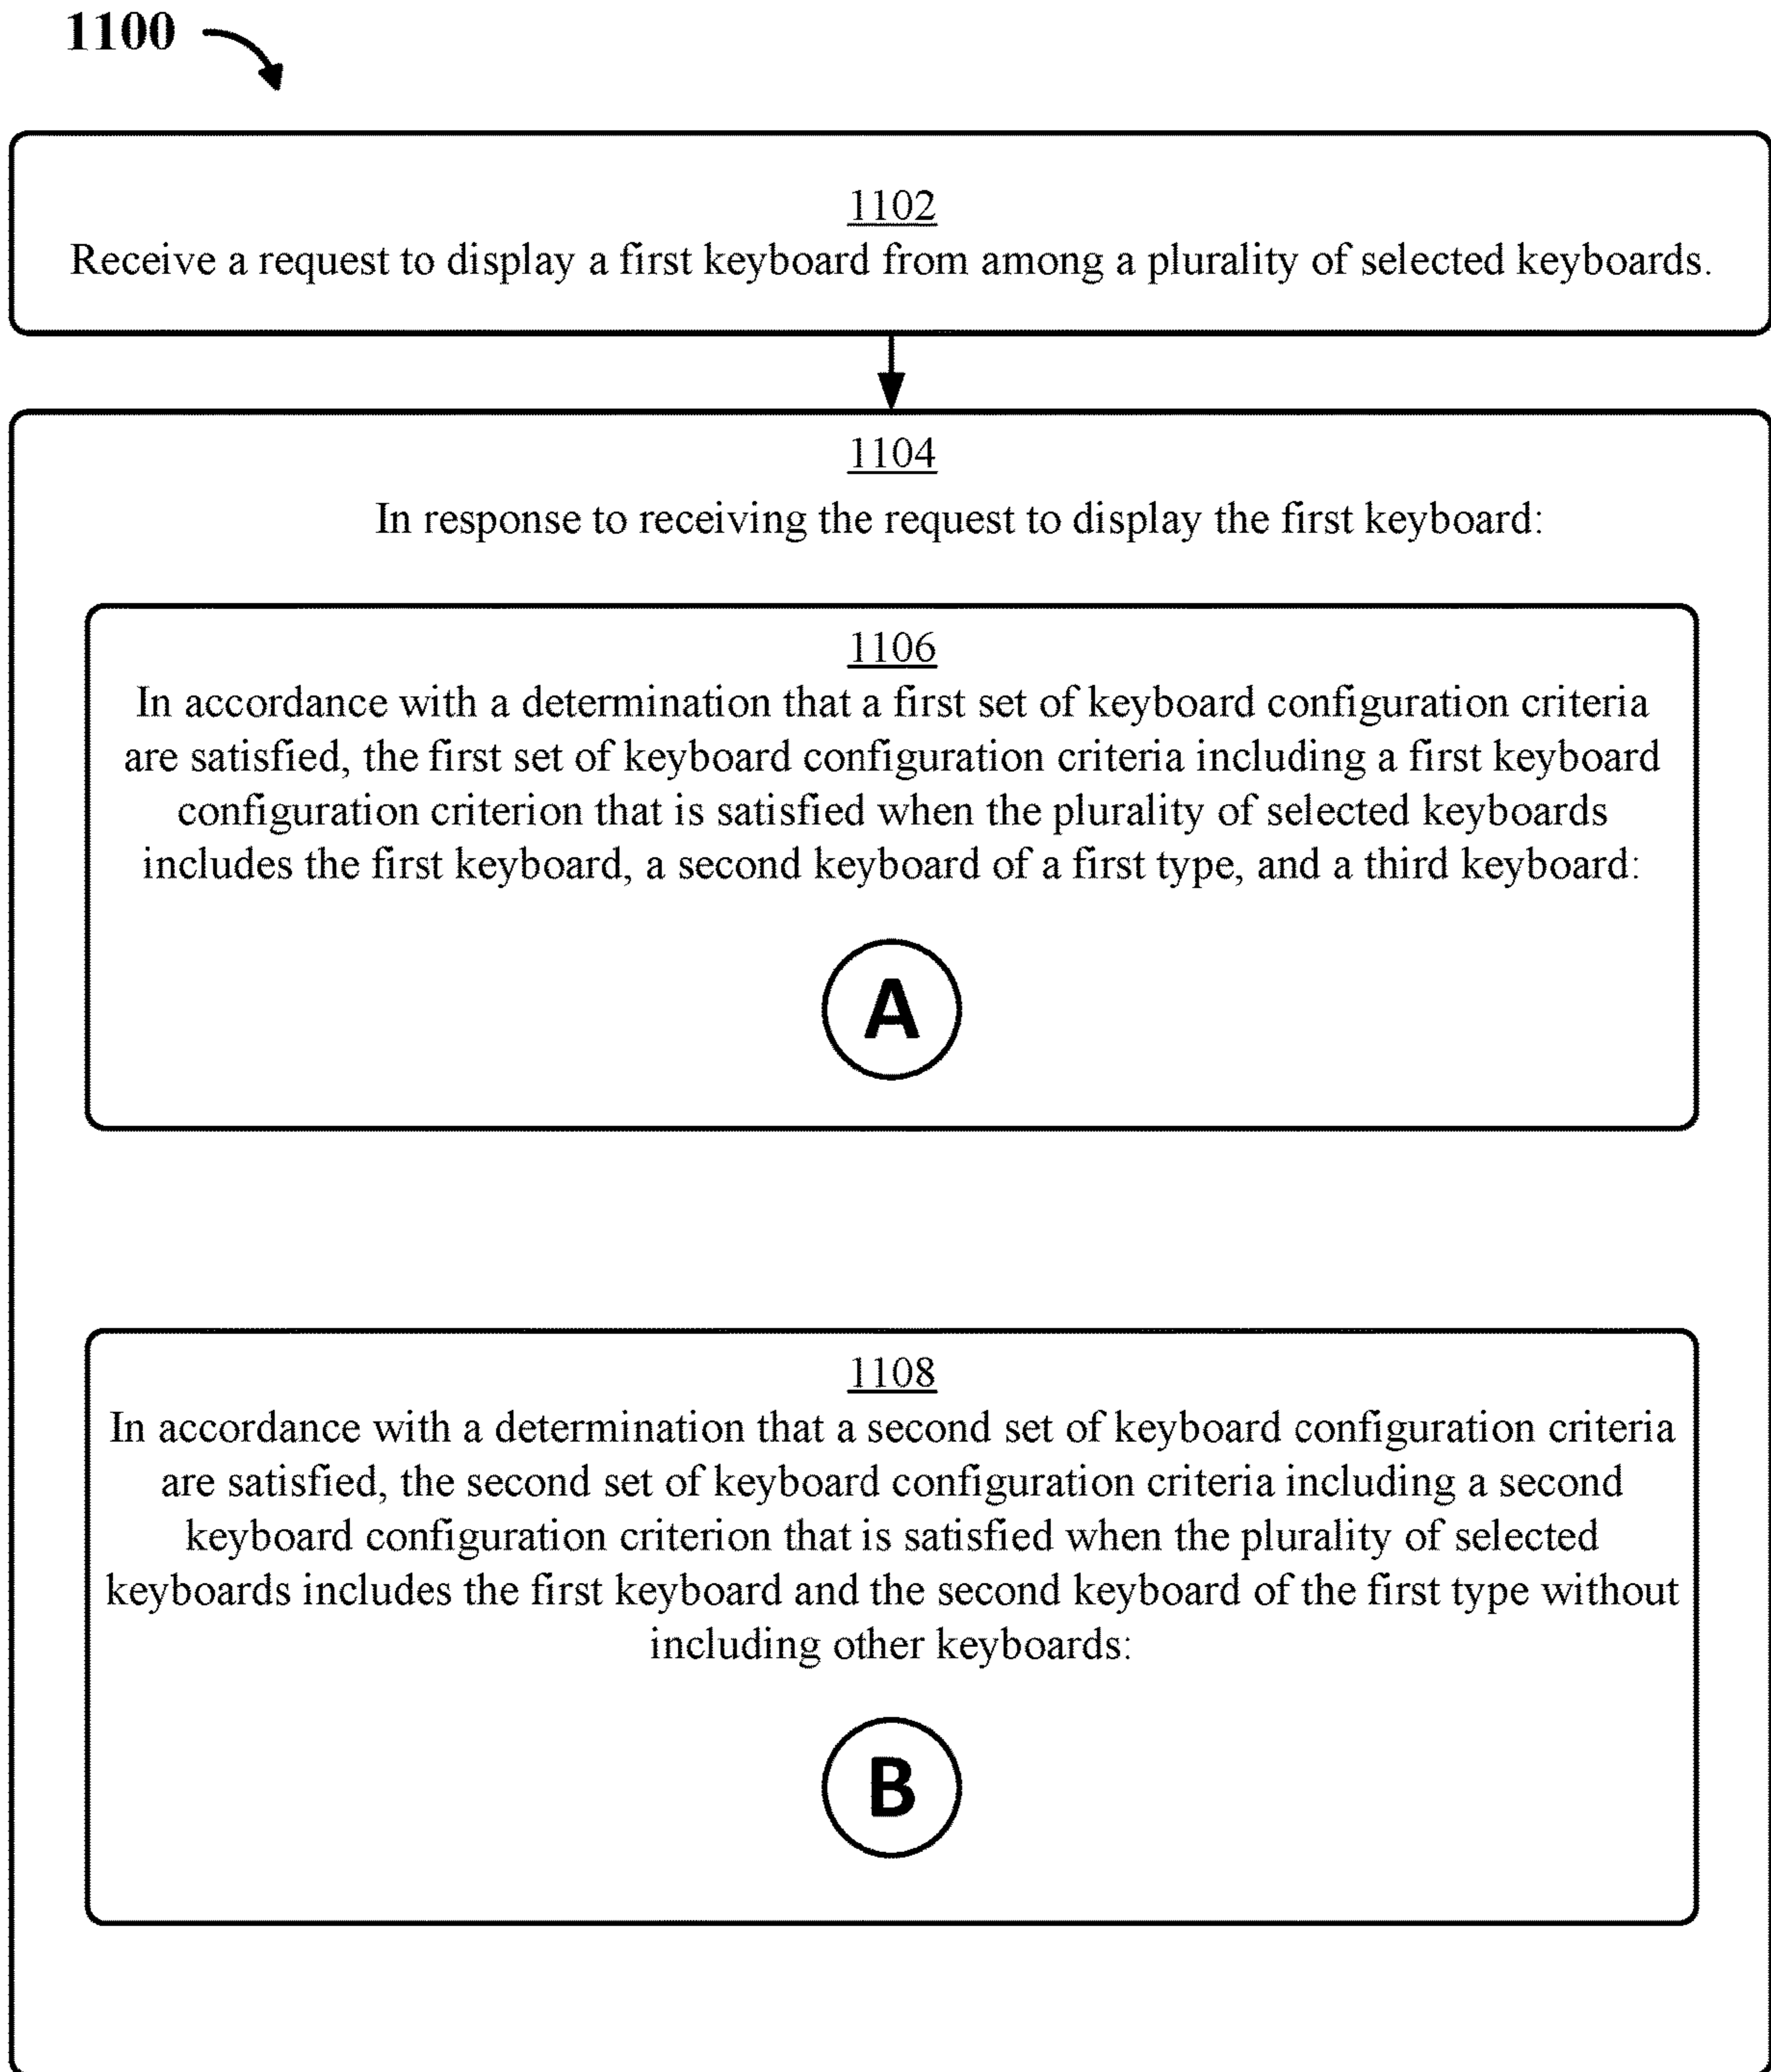 1100
1102
Receive a request to display a first keyboard from among a plurality of selected keyboards.
1104
In response to receiving the request to display the first keyboard:
1106
In accordance with a determination that a first set of keyboard configuration criteria
are satisfied, the first set of keyboard configuration criteria including a first keyboard
configuration criterion that is satisfied when the plurality of selected keyboards
includes the first keyboard, a second keyboard of a first type, and a third keyboard:
A
1108
In accordance with a determination that a second set of keyboard configuration criteria
are satisfied, the second set of keyboard configuration criteria including a second
keyboard configuration criterion that is satisfied when the plurality of selected
keyboards includes the first keyboard and the second keyboard of the first type without
including other keyboards:
B